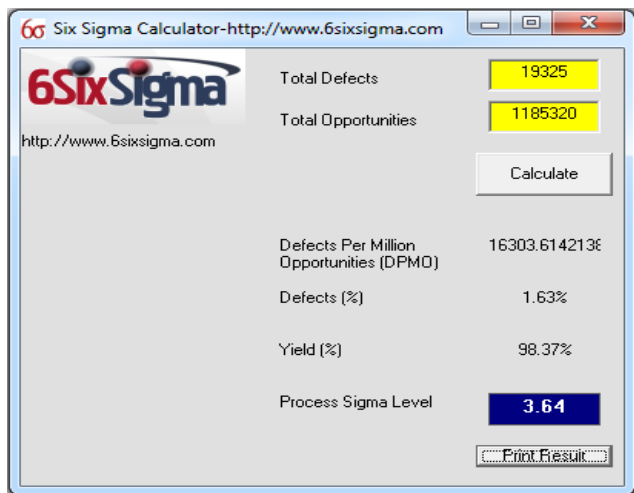 6σ Six Sigma Calculator-http://www.6sixsigma.com
6SixSigma
http://www.6sixsigma.com
Total Defects 19325
Total Opportunities 1185320
Calculate
Defects Per Million
Opportunities (DPMO) 16303.6142138
Defects (%) 1.63%
Yield (%) 98.37%
Process Sigma Level 3.64
Print Result